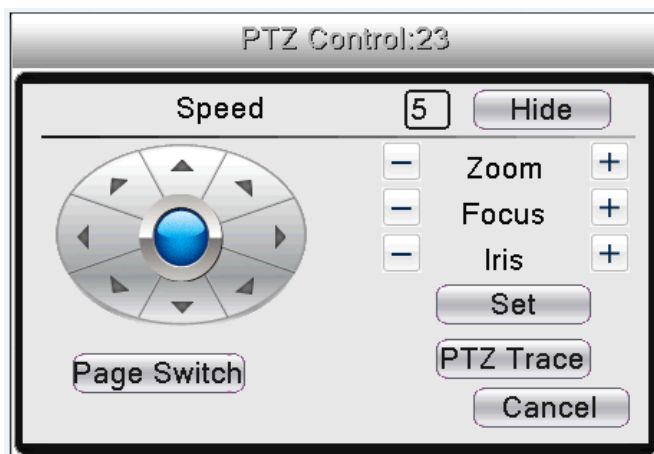 PTZ Control:23
Speed 5 Hide
− Zoom +
− Focus +
− Iris +
Set
Page Switch
PTZ Trace
Cancel